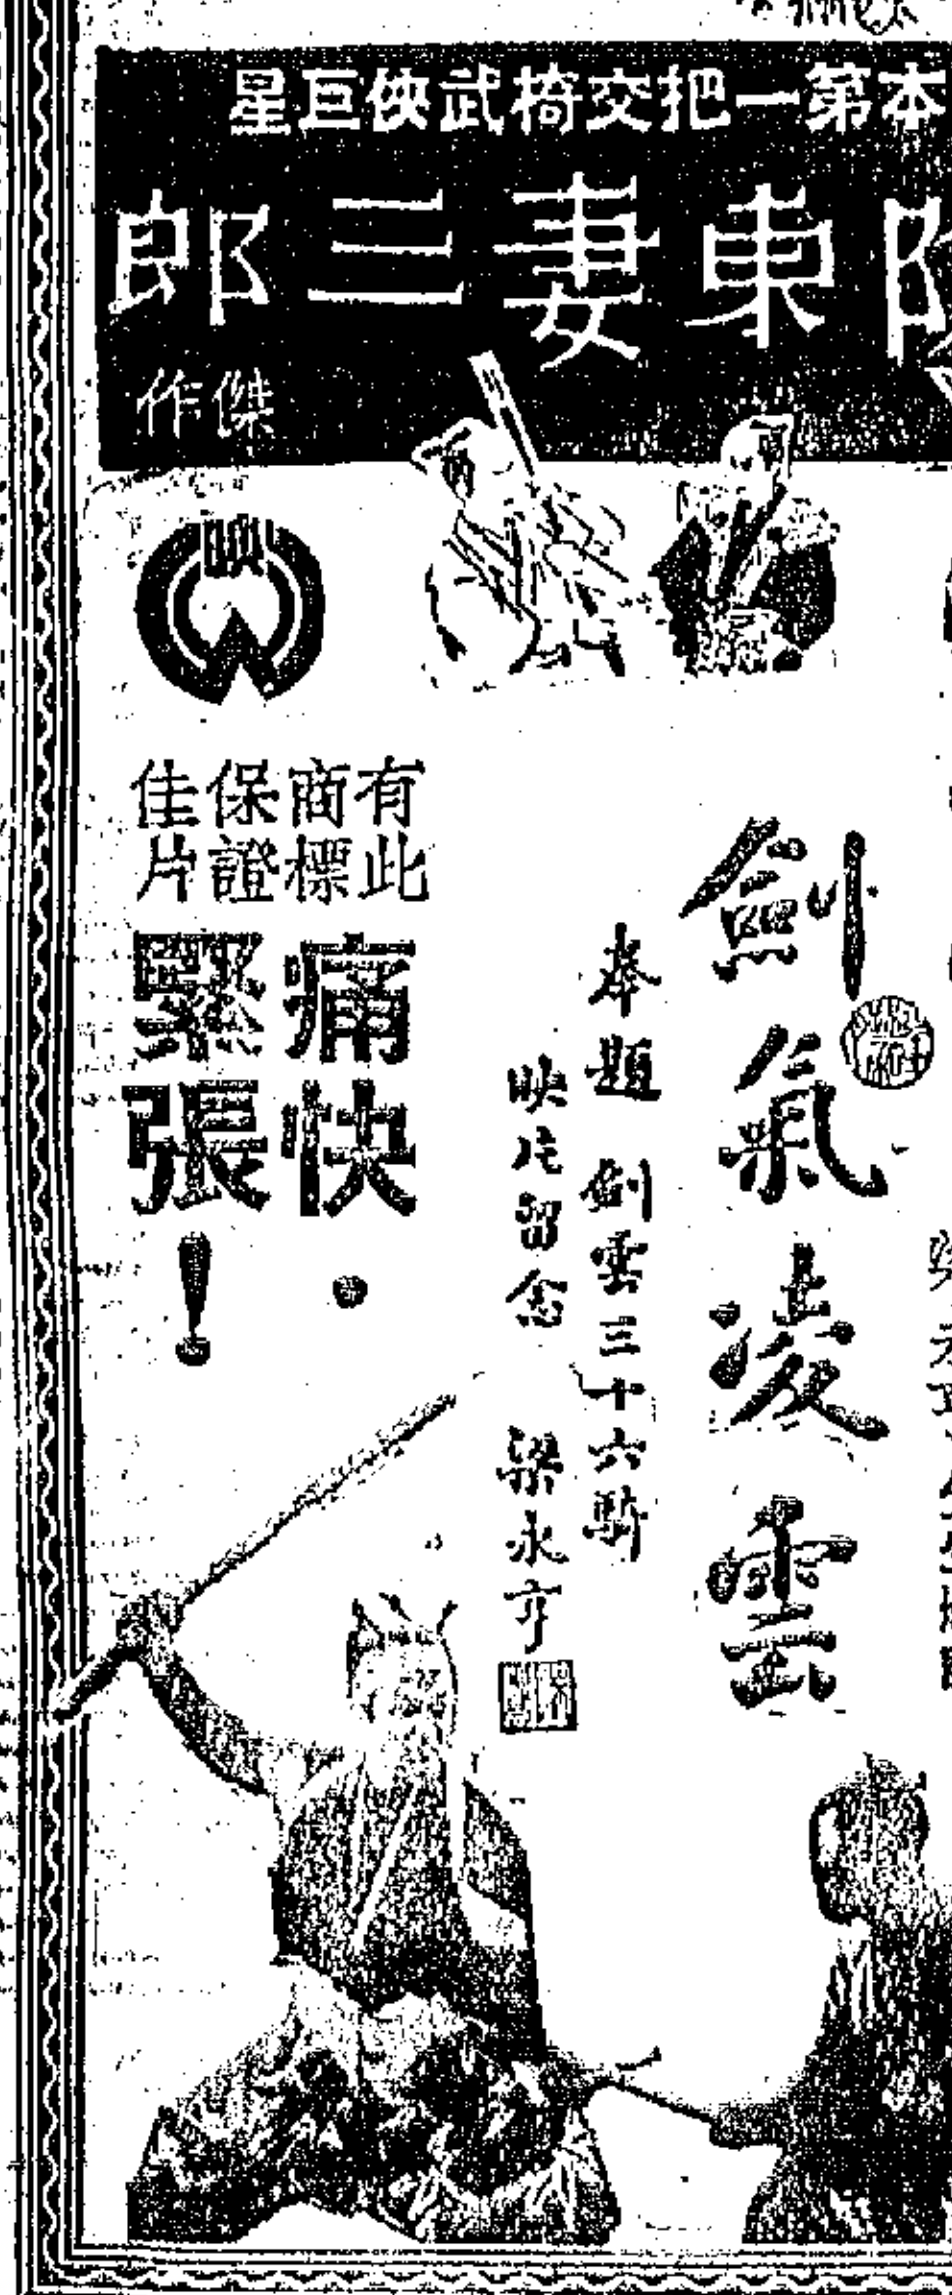 本第一把交椅武俠巨星
東妻三郎
傑作
映
有此
商標
保證
佳片
痛快
緊張！
劍氣凌雲
奉題 劍雲三十六騎
映片留念 梁永亨